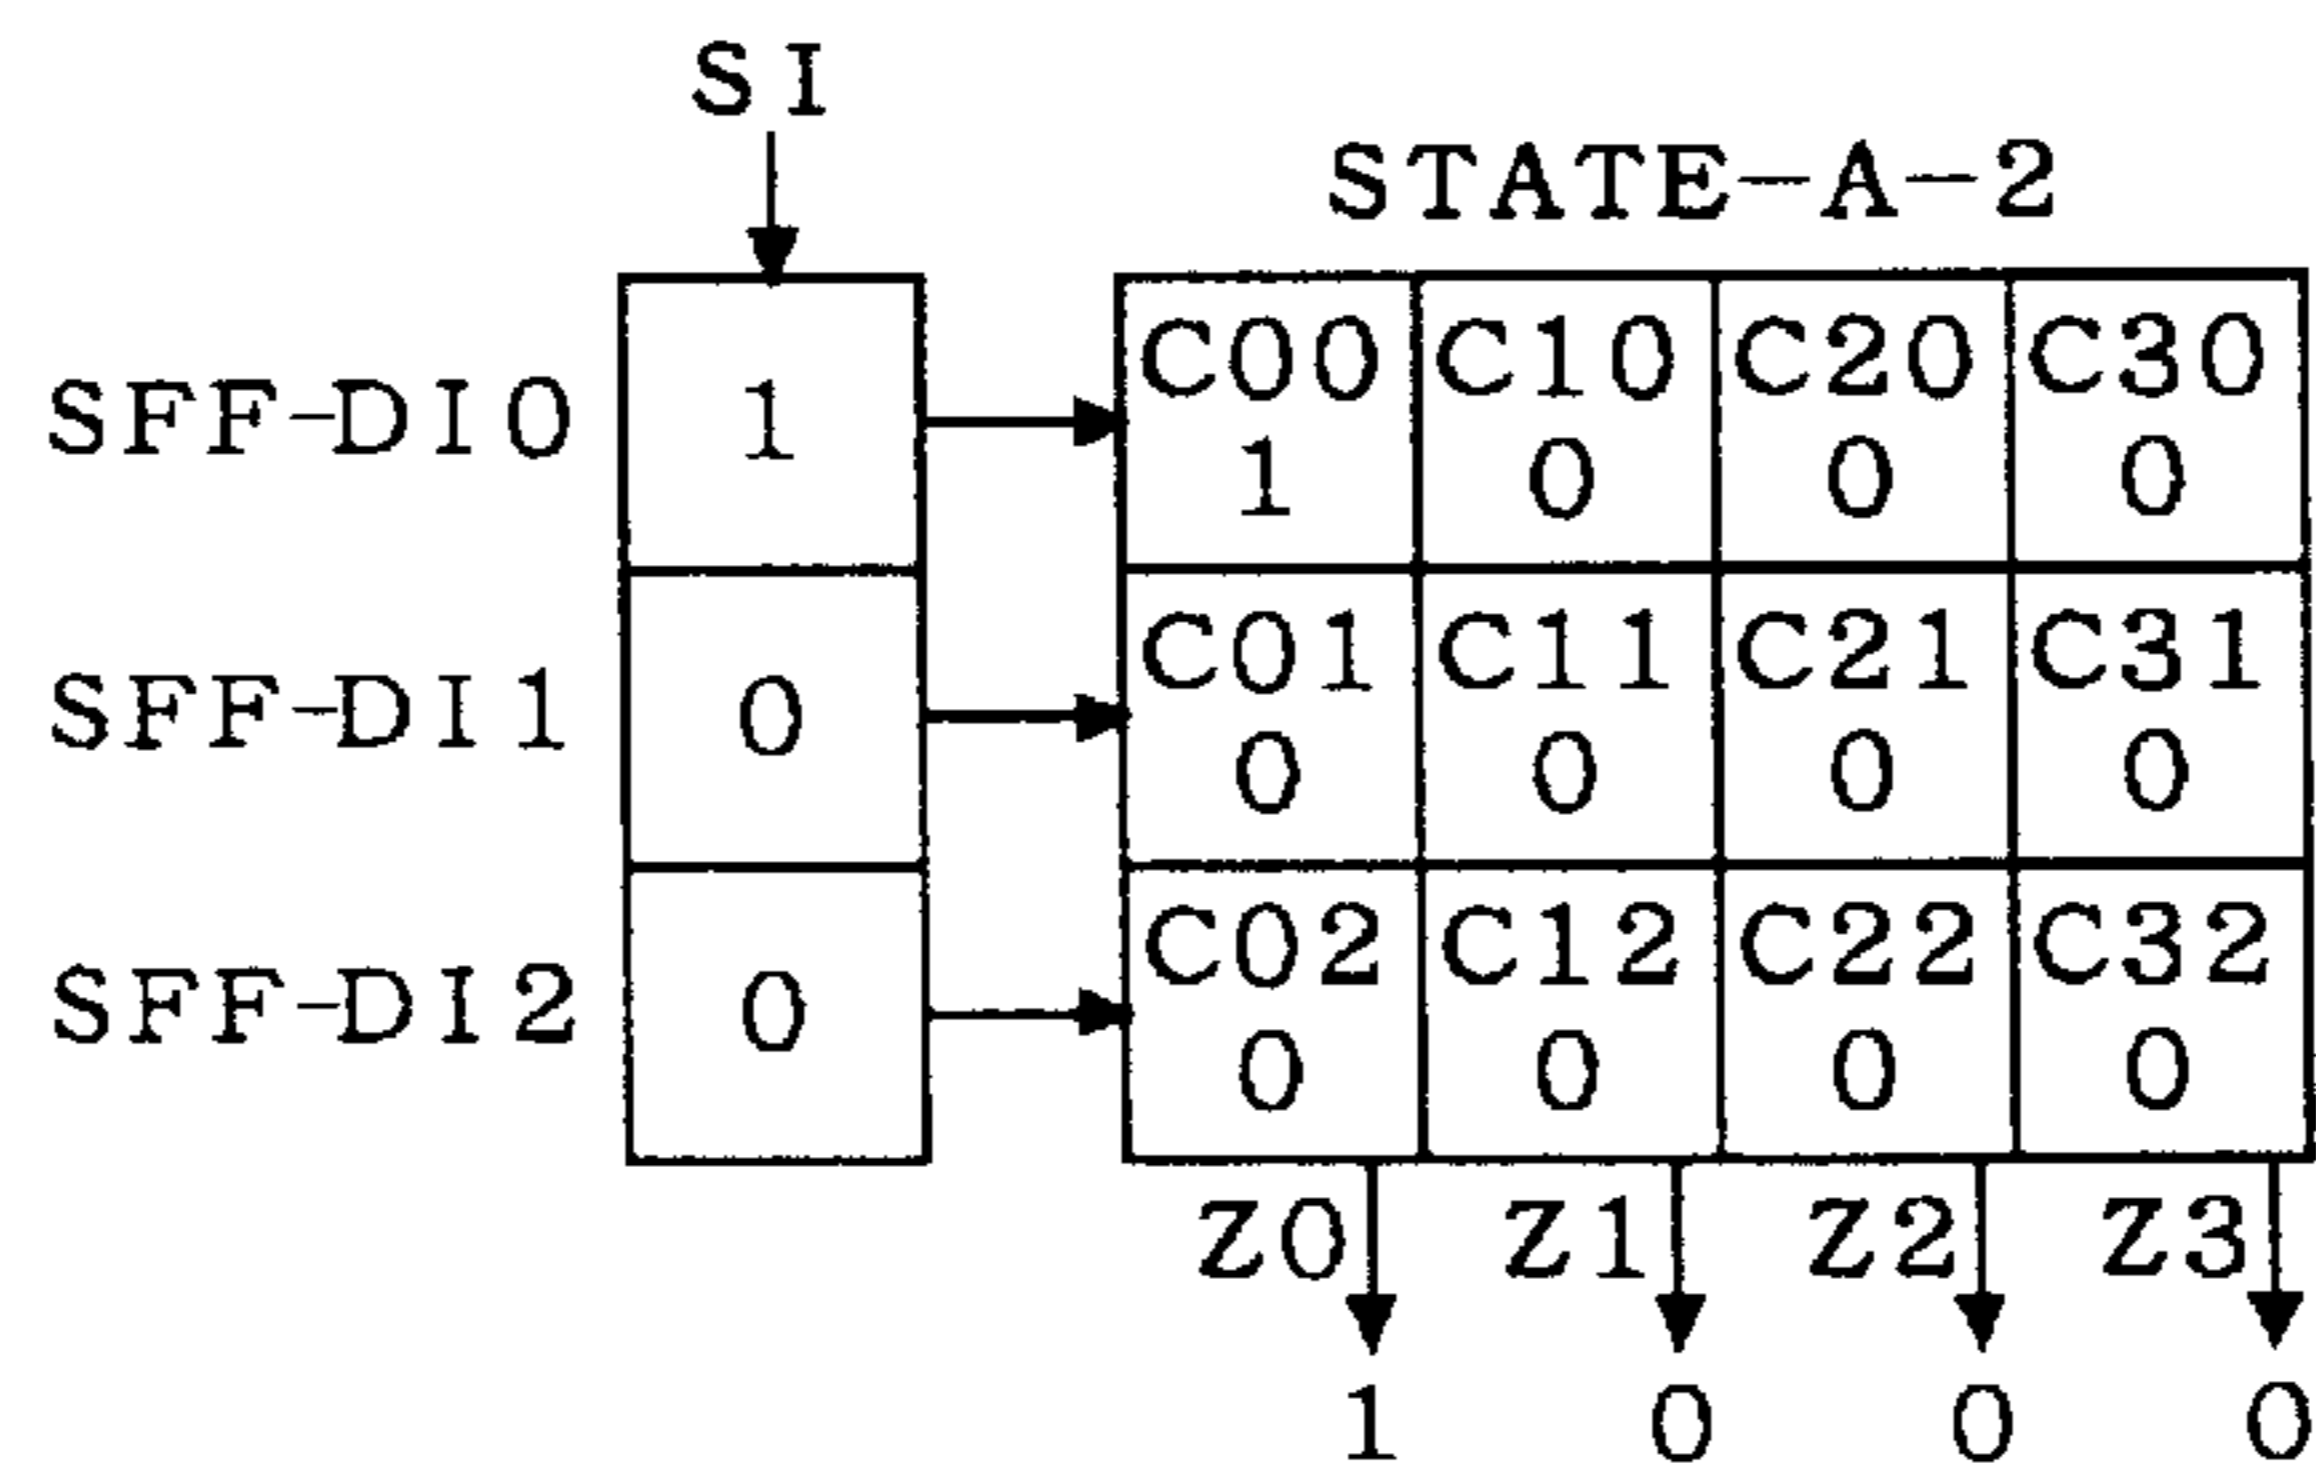 SI
STATE-A-2
SFF-DI0 1 C00 C10 C20 C30
1 0 0 0
SFF-DI1 0 C01 C11 C21 C31
0 0 0 0
SFF-DI2 0 C02 C12 C22 C32
0 0 0 0
Z0 Z1 Z2 Z3
1 0 0 0